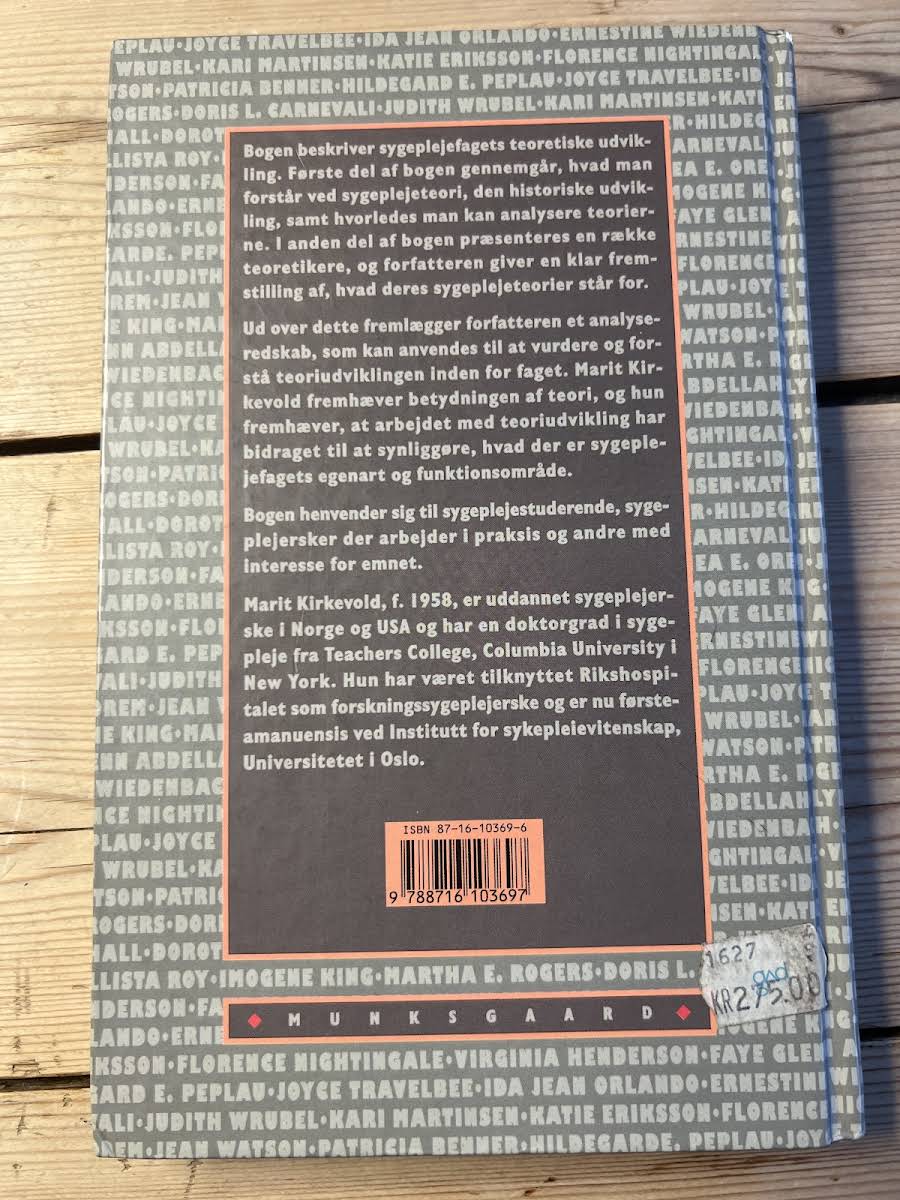 EPLAU·JOYCE TRAVELBEE·IDA JEAN ORLANDO·ERNESTINE WIEDENB
WRUBEL·KARI MARTINSEN·KATIE ERIKSSON·FLORENCE NIGHTINGAL
TSON·PATRICIA BENNER·HILDEGARD E. PEPLAU·JOYCE TRAVELBEE·ID
ROGERS·DORIS L. CARNEVALI·JUDITH WRUBEL·KARI MARTINSEN·KATI
Bogen beskriver sygeplejefagets teoretiske udvik-
ling. Første del af bogen gennemgår, hvad man
forstår ved sygeplejeteori, den historiske udvik-
ling, samt hvorledes man kan analysere teorier-
ne. I anden del af bogen præsenteres en række
teoretikere, og forfatteren giver en klar frem-
stilling af, hvad deres sygeplejeteorier står for.
Ud over dette fremlægger forfatteren et analyse-
redskab, som kan anvendes til at vurdere og for-
stå teoriudviklingen inden for faget. Marit Kir-
kevold fremhæver betydningen af teori, og hun
fremhæver, at arbejdet med teoriudvikling har
bidraget til at synliggøre, hvad der er sygeple-
jefagets egenart og funktionsområde.
Bogen henvender sig til sygeplejestuderende, syge-
plejersker der arbejder i praksis og andre med
interesse for emnet.
Marit Kirkevold, f. 1958, er uddannet sygeplejer-
ske i Norge og USA og har en doktorgrad i syge-
pleje fra Teachers College, Columbia University i
New York. Hun har været tilknyttet Rikshospi-
talet som forskningssygeplejerske og er nu første-
amanuensis ved Institutt for sykepleievitenskap,
Universitetet i Oslo.
ISBN 87-16-10369-6
9 788716 103697
1627
gad
KR275.00
LLISTA ROY·IMOGENE KING·MARTHA E. ROGERS·DORIS L.
MUNKSGAARD
KSSON·FLORENCE NIGHTINGALE·VIRGINIA HENDERSON·FAYE GLEN
ARD E. PEPLAU·JOYCE TRAVELBEE·IDA JEAN ORLANDO·ERNESTINE
ALI·JUDITH WRUBEL·KARI MARTINSEN·KATIE ERIKSSON·FLORENCE
REM·JEAN WATSON·PATRICIA BENNER·HILDEGARDE. PEPLAU·JOY